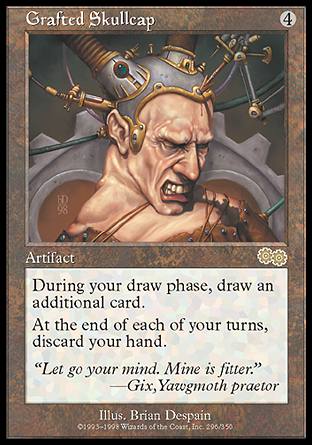 Grafted Skullcap 4
BD
98
Artifact
During your draw phase, draw an
additional card.
At the end of each of your turns,
discard your hand.
“Let go your mind. Mine is fitter.”
—Gix,Yawgmoth praetor
Illus. Brian Despain
©1993–1998 Wizards of the Coast, Inc. 296/350